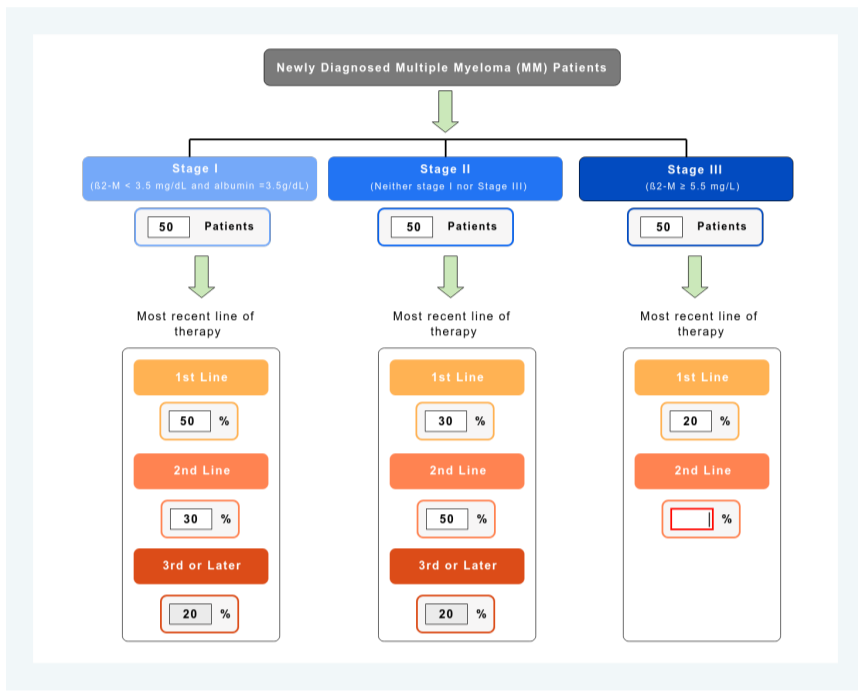 Newly Diagnosed Multiple Myeloma (MM) Patients
Stage I
(ß2-M < 3.5 mg/dL and albumin =3.5g/dL)
50 Patients
Most recent line of
therapy
1st Line
50 %
2nd Line
30 %
3rd or Later
20 %
Stage II
(Neither stage I nor Stage III)
50 Patients
Most recent line of
therapy
1st Line
30 %
2nd Line
50 %
3rd or Later
20 %
Stage III
(ß2-M ≥ 5.5 mg/L)
50 Patients
Most recent line of
therapy
1st Line
20 %
2nd Line
%